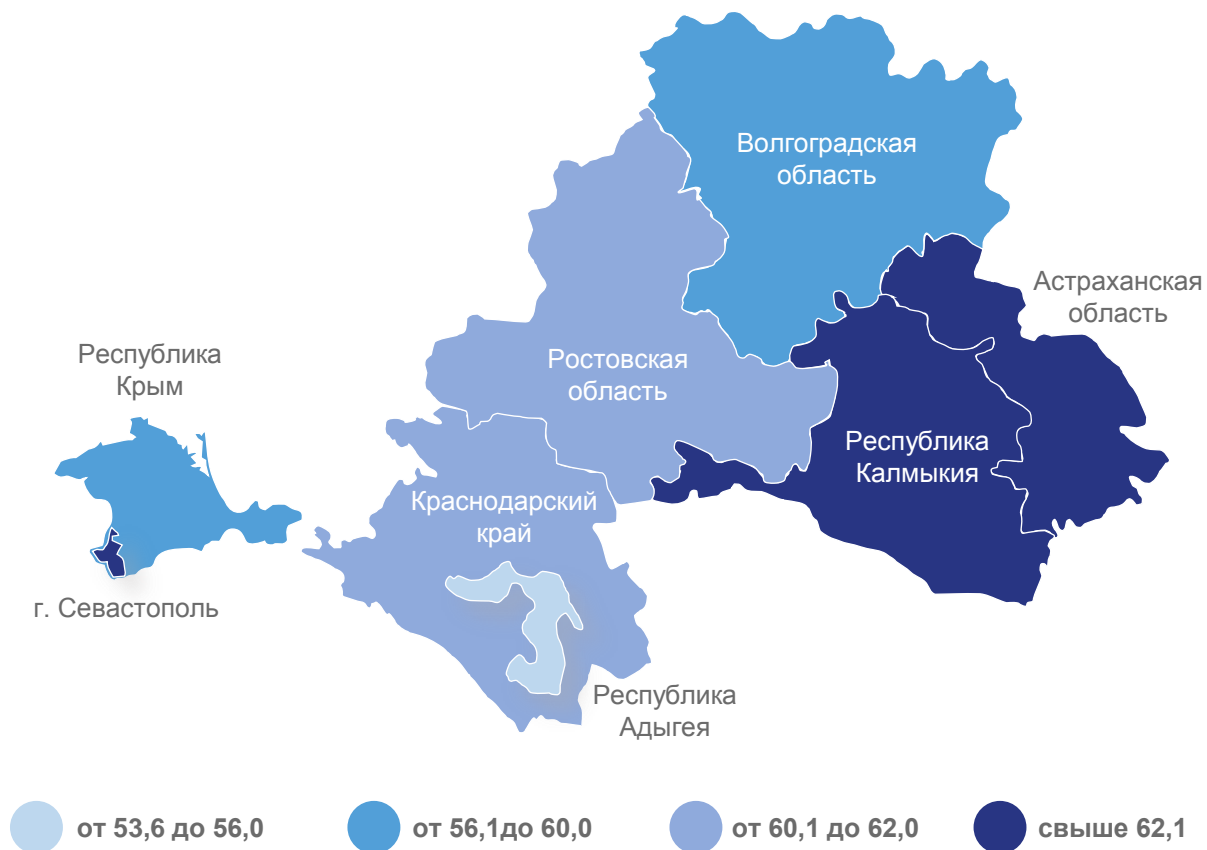 Волгоградская
область
Астраханская
область
Республика
Крым
Ростовская
область
Республика
Калмыкия
Краснодарский
край
г. Севастополь
Республика
Адыгея
от 53,6 до 56,0
от 56,1до 60,0
от 60,1 до 62,0
свыше 62,1